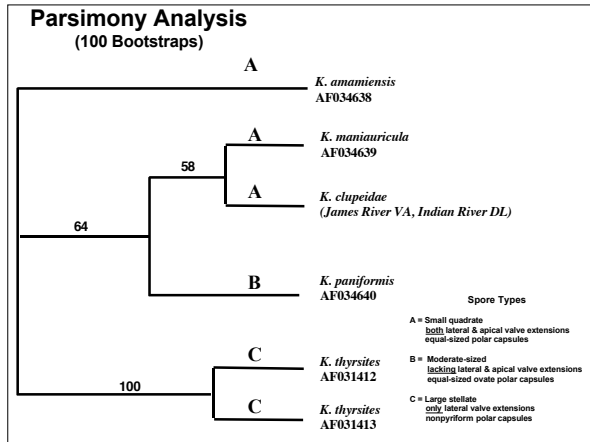 Parsimony Analysis
(100 Bootstraps)
A
K. amamiensis
AF034638
A
K. maniauricula
AF034639
58
A
K. clupeidae
(James River VA, Indian River DL)
64
B
K. paniformis
AF034640
C
K. thyrsites
AF031412
100
C
K. thyrsites
AF031413
Spore Types
A = Small quadrate
both lateral & apical valve extensions
equal-sized polar capsules
B = Moderate-sized
lacking lateral & apical valve extensions
equal-sized ovate polar capsules
C = Large stellate
only lateral valve extensions
nonpyriform polar capsules